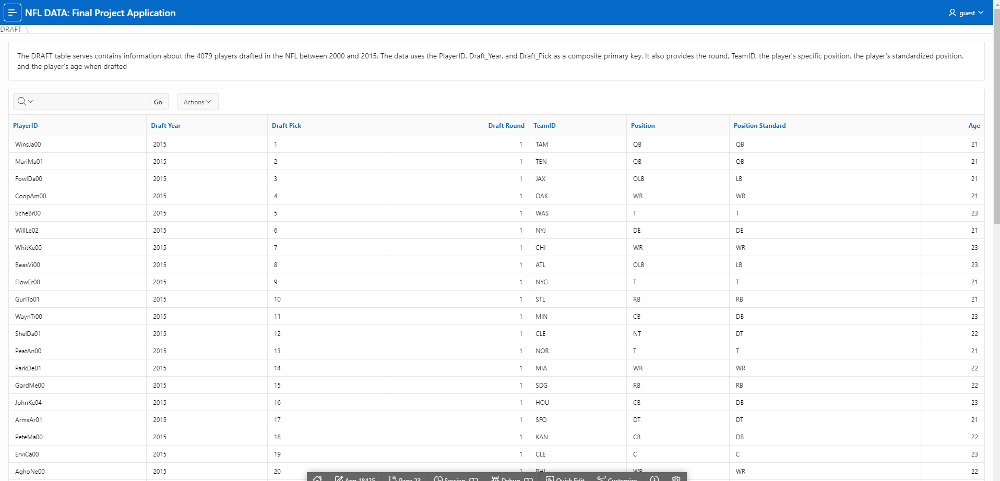 NFL DATA: Final Project Application
guest
DRAFT \
The DRAFT table serves contains information about the 4079 players drafted in the NFL between 2000 and 2015. The data uses the PlayerID, Draft_Year, and Draft_Pick as a composite primary key. It also provides the round, TeamID, the player's specific position, the player's standardized position,
and the player's age when drafted
Go Actions
PlayerID Draft Year Draft Pick Draft Round TeamID Position Position Standard Age
WinsJa00 2015 1 1 TAM QB QB 21
MariMa01 2015 2 1 TEN QB QB 21
FowlDa00 2015 3 1 JAX OLB LB 21
CoopAm00 2015 4 1 OAK WR WR 21
ScheBr00 2015 5 1 WAS T T 23
WillLe02 2015 6 1 NYJ DE DE 21
WhitKe00 2015 7 1 CHI WR WR 23
BeasVi00 2015 8 1 ATL OLB LB 23
FlowEr00 2015 9 1 NYG T T 21
GurlTo01 2015 10 1 STL RB RB 21
WaynTr00 2015 11 1 MIN CB DB 23
ShelDa01 2015 12 1 CLE NT DT 22
PeatAn00 2015 13 1 NOR T T 21
ParkDe01 2015 14 1 MIA WR WR 22
GordMe00 2015 15 1 SDG RB RB 22
JohnKe04 2015 16 1 HOU CB DB 23
ArmsAr01 2015 17 1 SFO DT DT 21
PeteMa00 2015 18 1 KAN CB DB 22
ErviCa00 2015 19 1 CLE C C 23
AghoNe00 2015 20 1 PHI WR WR 22
App 18425 Page 23 Session Debug Quick Edit Customize